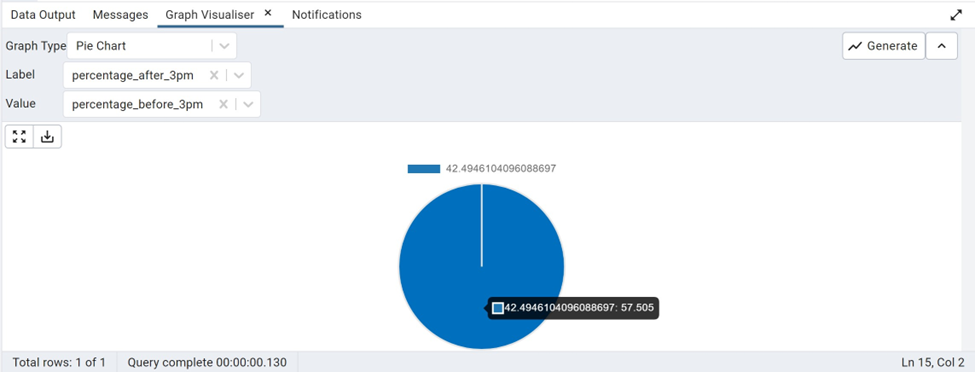 Data Output Messages Graph Visualiser × Notifications
Graph Type Pie Chart Generate
Label percentage_after_3pm ×
Value percentage_before_3pm ×
42.4946104096088697
42.4946104096088697: 57.505
Total rows: 1 of 1 Query complete 00:00:00.130 Ln 15, Col 2